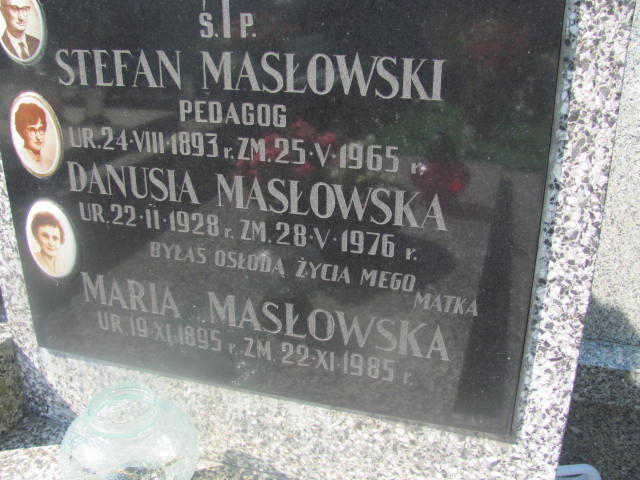 Ś.†P.
STEFAN MASŁOWSKI
PEDAGOG
UR. 24·VIII·1893 r. ZM. 25·V·1965 r.
DANUSIA MASŁOWSKA
UR. 22·II·1928 r. ZM. 28·V·1976 r.
BYŁAŚ OSŁODĄ ŻYCIA MEGO
MATKA
MARIA MASŁOWSKA
UR. 19·XI·1895 r. ZM. 22·XI·1985 r.